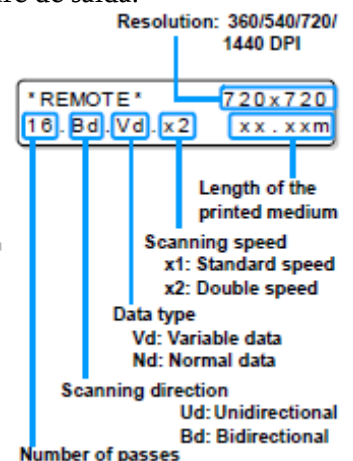 Resolution: 360/540/720/
1440 DPI
*REMOTE* 720x720
16.Bd.Vd.x2 xx.xxm
Length of the
printed medium
Scanning speed
x1: Standard speed
x2: Double speed
Data type
Vd: Variable data
Nd: Normal data
Scanning direction
Ud: Unidirectional
Bd: Bidirectional
Number of passes